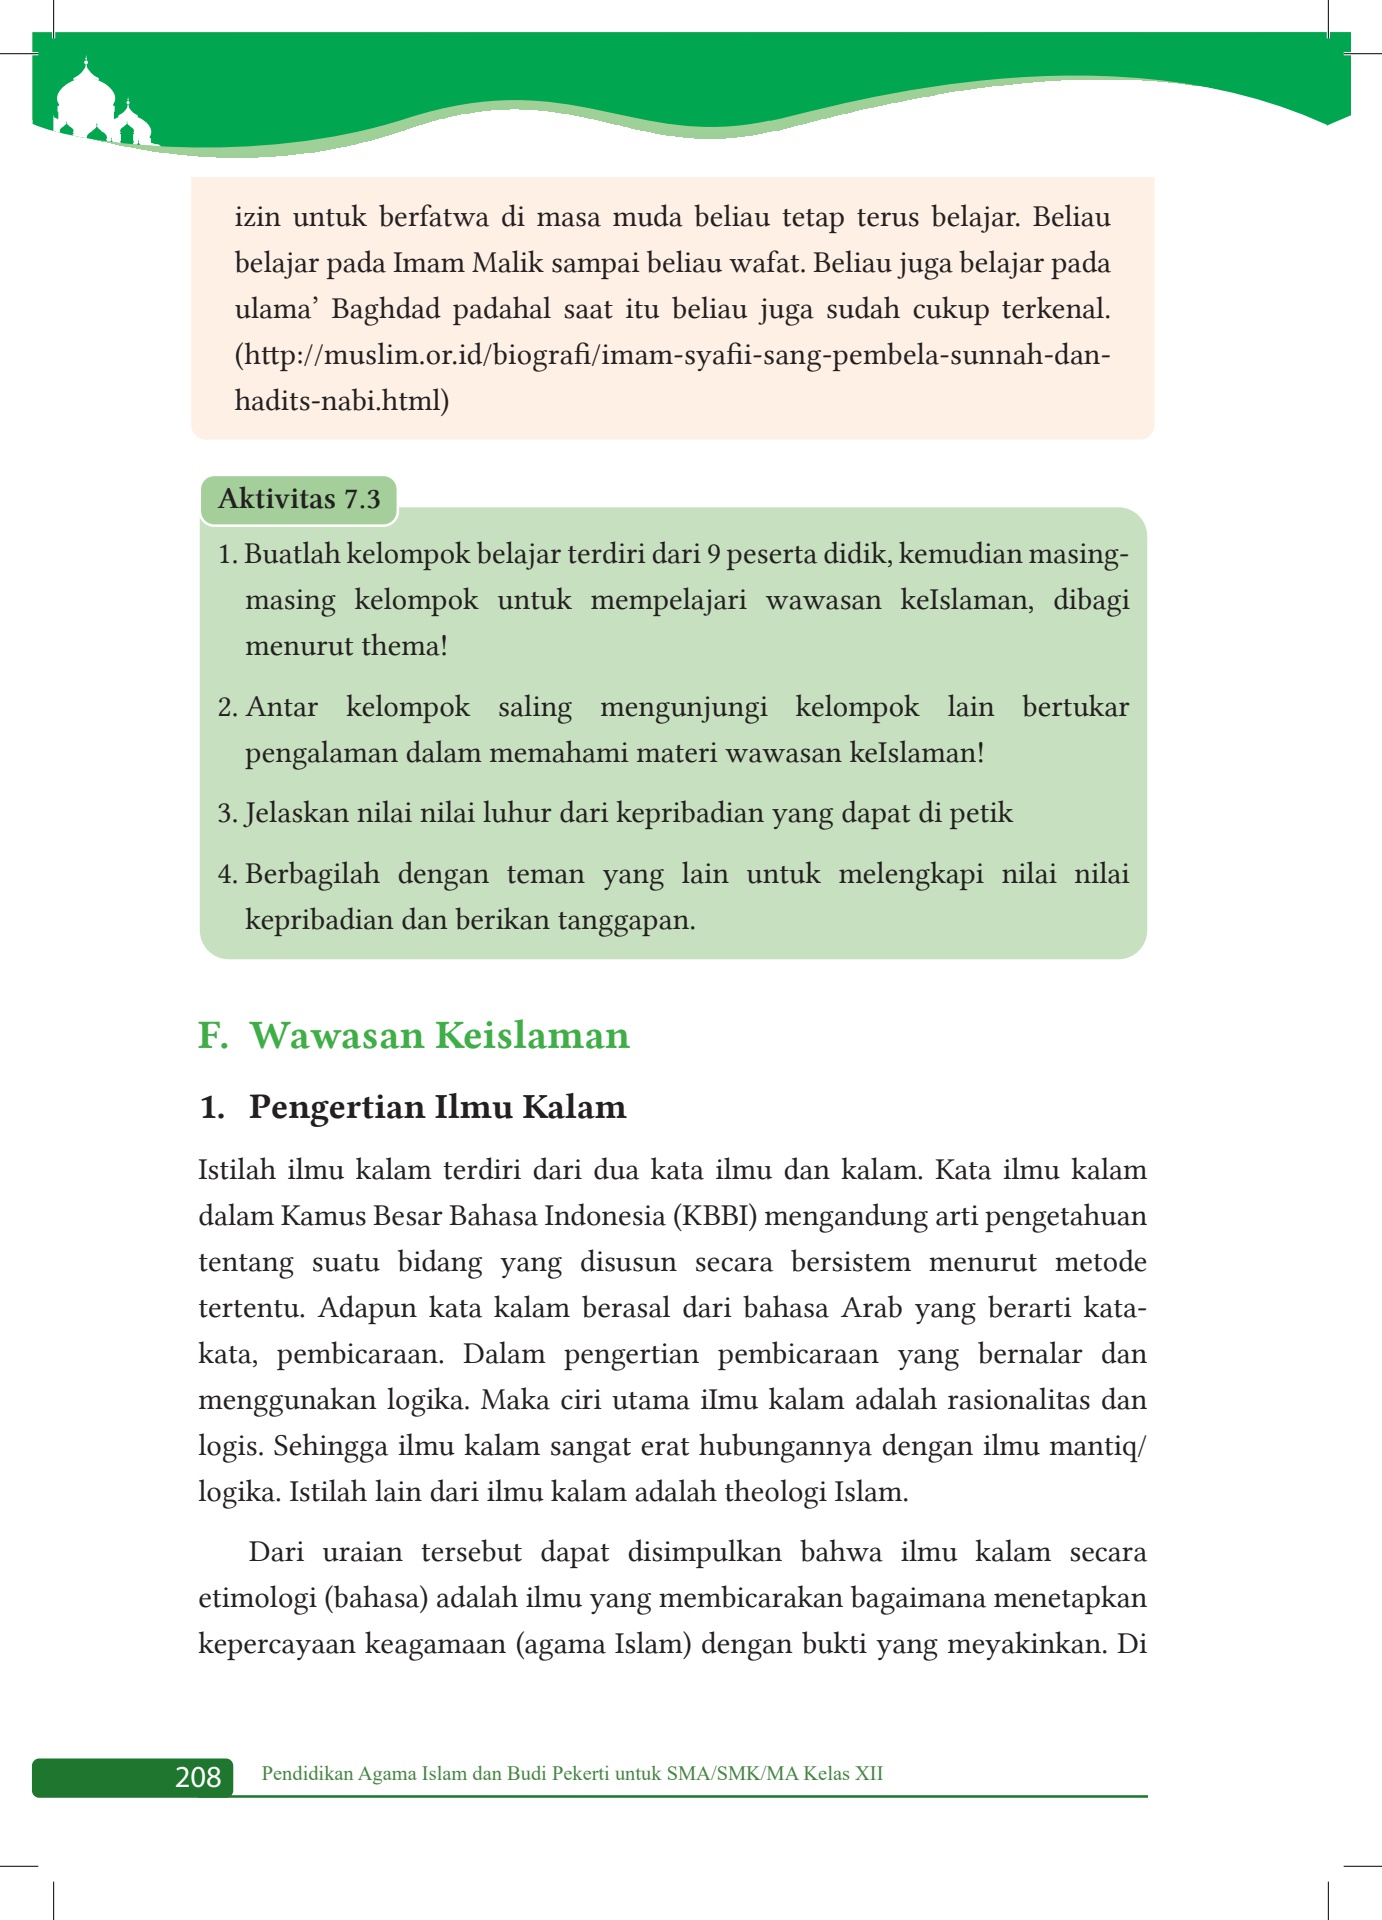 izin untuk berfatwa di masa muda beliau tetap terus belajar. Beliau
belajar pada Imam Malik sampai beliau wafat. Beliau juga belajar pada
ulama’ Baghdad padahal saat itu beliau juga sudah cukup terkenal.
(http://muslim.or.id/biografi/imam-syafii-sang-pembela-sunnah-dan-
hadits-nabi.html)
Aktivitas 7.3
1. Buatlah kelompok belajar terdiri dari 9 peserta didik, kemudian masing-
masing kelompok untuk mempelajari wawasan keIslaman, dibagi
menurut thema!
2. Antar kelompok saling mengunjungi kelompok lain bertukar
pengalaman dalam memahami materi wawasan keIslaman!
3. Jelaskan nilai nilai luhur dari kepribadian yang dapat di petik
4. Berbagilah dengan teman yang lain untuk melengkapi nilai nilai
kepribadian dan berikan tanggapan.
F. Wawasan Keislaman
1. Pengertian Ilmu Kalam
Istilah ilmu kalam terdiri dari dua kata ilmu dan kalam. Kata ilmu kalam
dalam Kamus Besar Bahasa Indonesia (KBBI) mengandung arti pengetahuan
tentang suatu bidang yang disusun secara bersistem menurut metode
tertentu. Adapun kata kalam berasal dari bahasa Arab yang berarti kata-
kata, pembicaraan. Dalam pengertian pembicaraan yang bernalar dan
menggunakan logika. Maka ciri utama iImu kalam adalah rasionalitas dan
logis. Sehingga ilmu kalam sangat erat hubungannya dengan ilmu mantiq/
logika. Istilah lain dari ilmu kalam adalah theologi Islam.
Dari uraian tersebut dapat disimpulkan bahwa ilmu kalam secara
etimologi (bahasa) adalah ilmu yang membicarakan bagaimana menetapkan
kepercayaan keagamaan (agama Islam) dengan bukti yang meyakinkan. Di
208 Pendidikan Agama Islam dan Budi Pekerti untuk SMA/SMK/MA Kelas XII